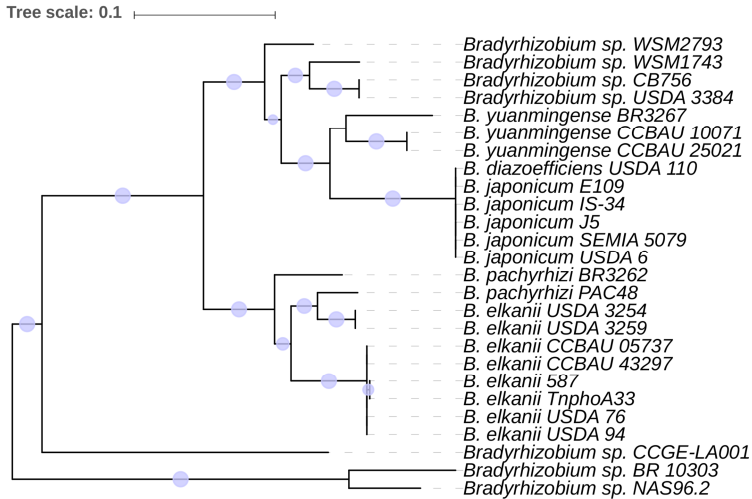 Tree scale: 0.1
Bradyrhizobium sp. WSM2793
Bradyrhizobium sp. WSM1743
Bradyrhizobium sp. CB756
Bradyrhizobium sp. USDA 3384
B. yuanmingense BR3267
B. yuanmingense CCBAU 10071
B. yuanmingense CCBAU 25021
B. diazoefficiens USDA 110
B. japonicum E109
B. japonicum IS-34
B. japonicum J5
B. japonicum SEMIA 5079
B. japonicum USDA 6
B. pachyrhizi BR3262
B. pachyrhizi PAC48
B. elkanii USDA 3254
B. elkanii USDA 3259
B. elkanii CCBAU 05737
B. elkanii CCBAU 43297
B. elkanii 587
B. elkanii TnphoA33
B. elkanii USDA 76
B. elkanii USDA 94
Bradyrhizobium sp. CCGE-LA001
Bradyrhizobium sp. BR 10303
Bradyrhizobium sp. NAS96.2